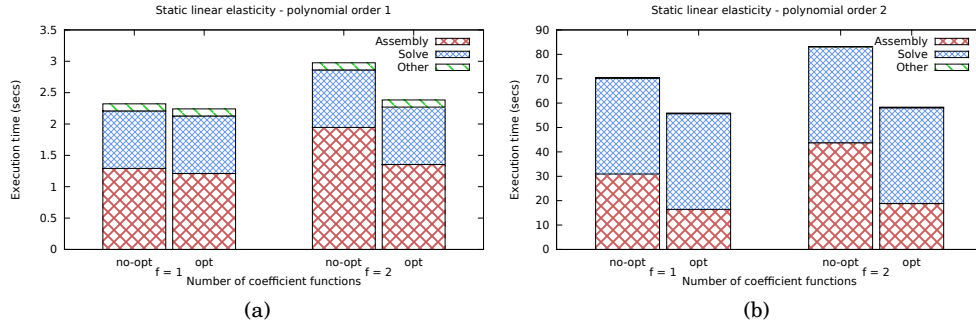 Static linear elasticity - polynomial order 1
3.5
3
2.5
2
1.5
1
0.5
0
Execution time (secs)
Assembly
Solve
Other
no-opt opt no-opt opt
f = 1 f = 2
Number of coefficient functions
(a)
Static linear elasticity - polynomial order 2
90
80
70
60
50
40
30
20
10
0
Execution time (secs)
Assembly
Solve
Other
no-opt opt no-opt opt
f = 1 f = 2
Number of coefficient functions
(b)